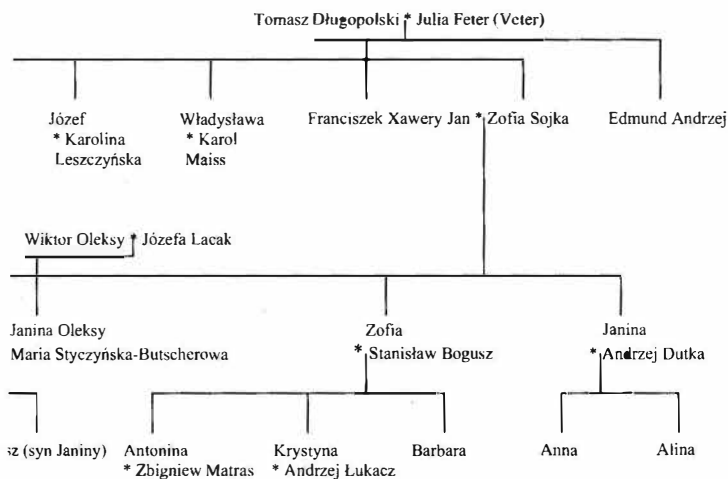 Tomasz Długopolski * Julia Feter (Veter)
Józef Władysława Franciszek Xawery Jan * Zofia Sojka Edmund Andrzej
* Karolina * Karol
Leszczyńska Maiss
Wiktor Oleksy * Józefa Lacak
Janina Oleksy Zofia Janina
Maria Styczyńska-Butscherowa * Stanisław Bogusz * Andrzej Dutka
sz (syn Janiny) Antonina Krystyna Barbara Anna Alina
* Zbigniew Matras * Andrzej Łukacz